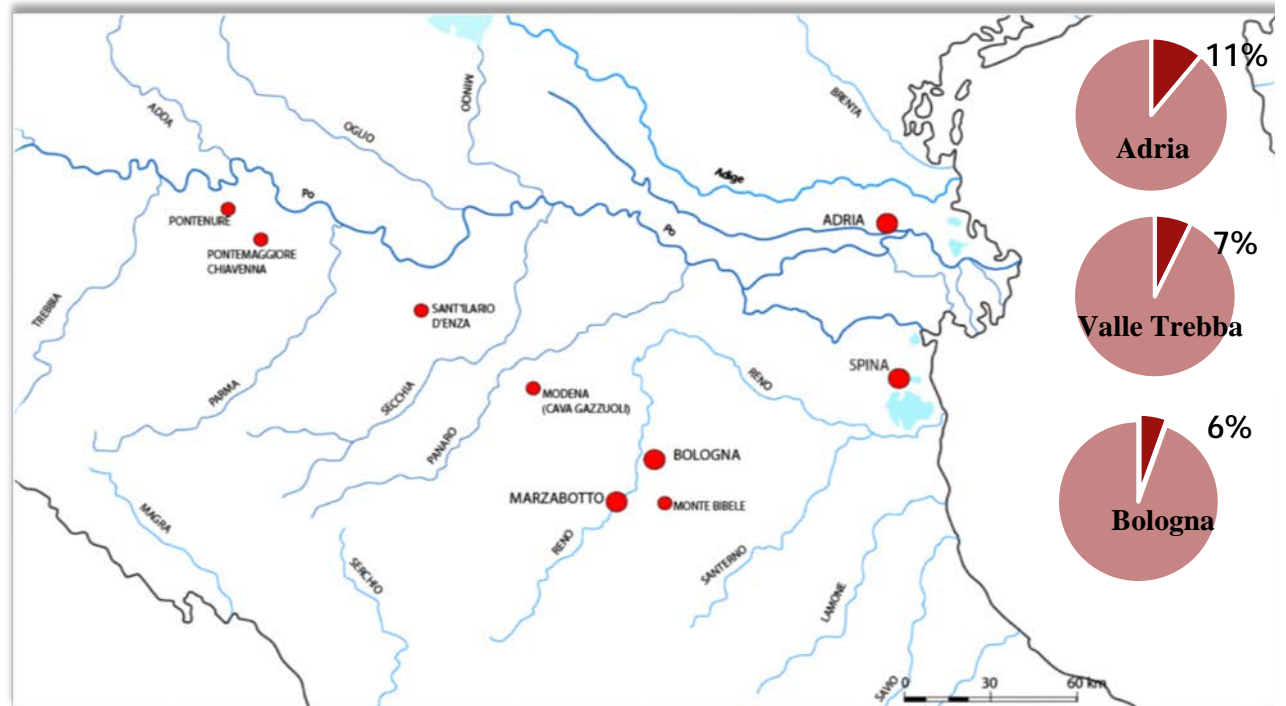 11%
Adria
7%
Valle Trebba
6%
Bologna
ADDA
OGLIO
MINCIO
BRENTA
Adige
Po
Po
PONTENURE
PONTEMAGGIORE
CHIAVENNA
ADRIA
TREBBIA
SANT'ILARIO
D'ENZA
PARMA
SECCHIA
PANARO
MODENA
(CAVA GAZZUOLI)
RENO
SPINA
BOLOGNA
MARZABOTTO
MONTE BIBELE
MAGRA
SERCHIO
RENO
SANTERNO
LAMONE
SAVIO
0 30 60 km